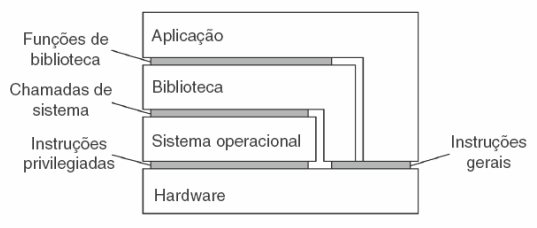 Funções de
biblioteca
Aplicação
Biblioteca
Chamadas de
sistema
Sistema operacional
Instruções
privilegiadas
Instruções
gerais
Hardware